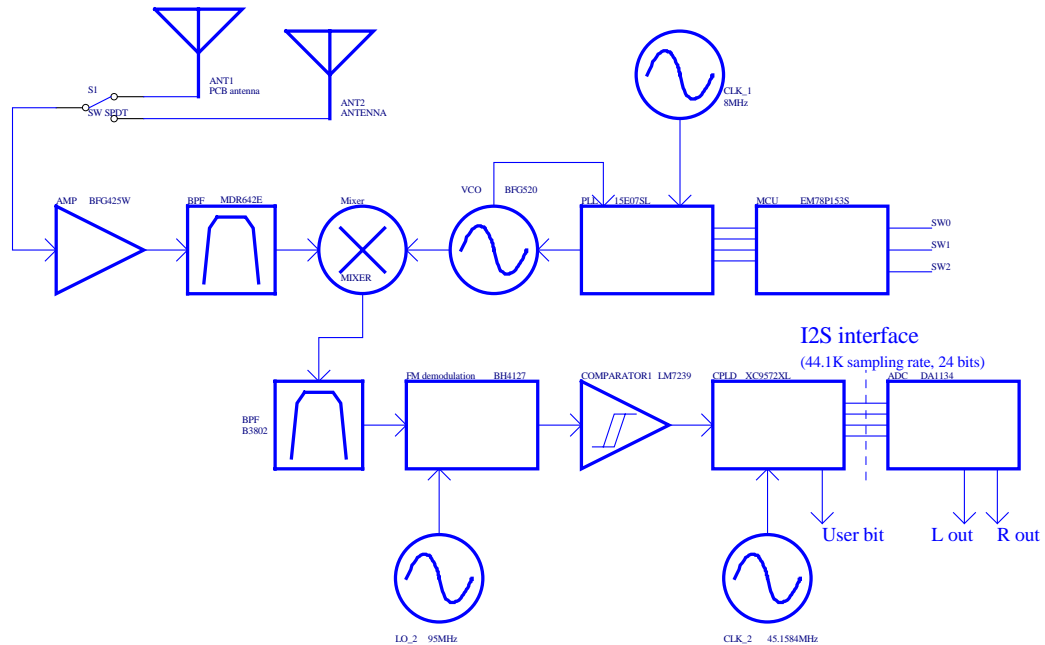 ANT1
PCB antenna
ANT2
ANTENNA
S1
SW SPDT
CLK_1
8MHz
AMP BFG425W
BPF MDR642E
Mixer
MIXER
VCO BFG520
PLL 15E07SL
MCU EM78P153S
SW0
SW1
SW2
I2S interface
(44.1K sampling rate, 24 bits)
BPF
B3802
FM demodulation BH4127
COMPARATOR1 LM7239
CPLD XC9572XL
ADC DA1134
User bit
L out
R out
LO_2 95MHz
CLK_2 45.1584MHz